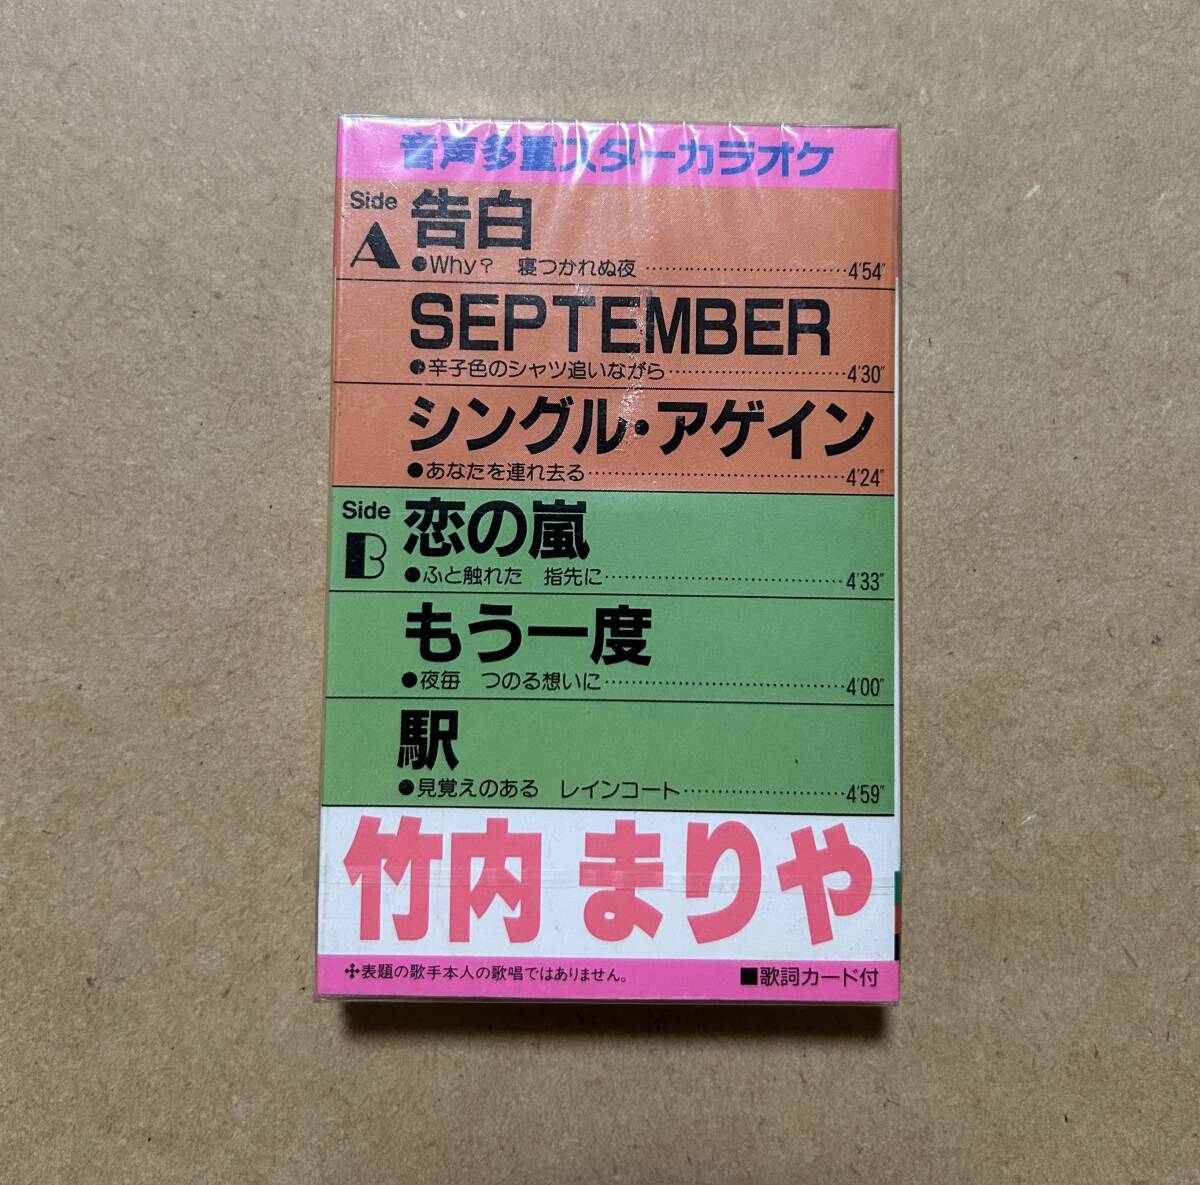 音声多重スターカラオケ
Side A
告白
●Why？ 寝つかれぬ夜 ……………………4'54"
SEPTEMBER
●辛子色のシャツ追いながら……………………4'30"
シングル・アゲイン
●あなたを連れ去る……………………4'24"
Side B
恋の嵐
●ふと触れた 指先に……………………4'33"
もう一度
●夜毎 つのる想いに……………………4'00"
駅
●見覚えのある レインコート……………………4'59"
竹内 まりや
✣表題の歌手本人の歌唱ではありません。
■歌詞カード付